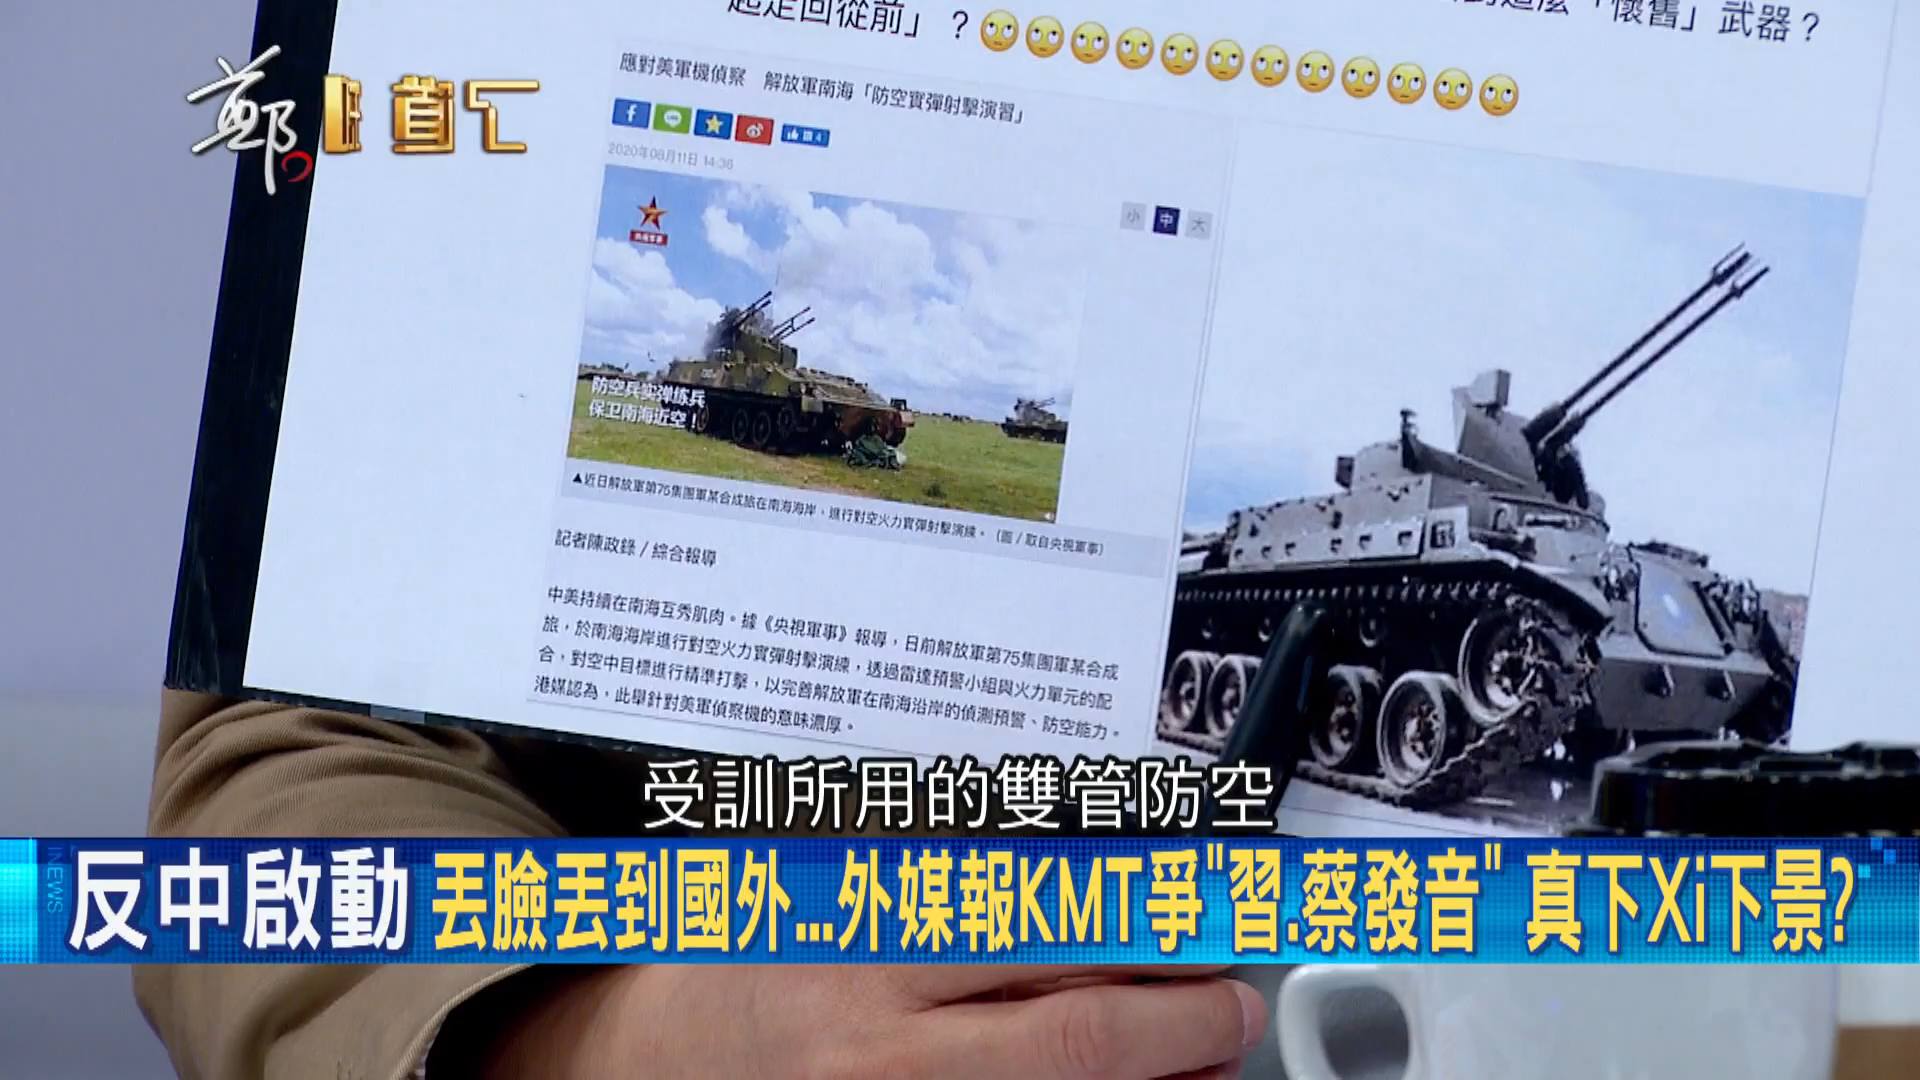 起走回從前」？
「懷舊」武器？
應對美軍機偵察　解放軍南海「防空實彈射擊演習」
2020年08月11日 14:36
小 中 大
防空兵实弹练兵
保卫南海近空！
▲近日解放軍第75集團軍某合成旅在南海海岸，進行對空火力實彈射擊演練。（圖／取自央視軍事）
記者陳政錄／綜合報導
中美持續在南海互秀肌肉。據《央視軍事》報導，日前解放軍第75集團軍某合成
旅，於南海海岸進行對空火力實彈射擊演練，透過雷達預警小組與火力單元的配
合，對空中目標進行精準打擊，以完善解放軍在南海沿岸的偵測預警、防空能力。
港媒認為，此舉針對美軍偵察機的意味濃厚。
受訓所用的雙管防空
INEWS
反中啟動 丟臉丟到國外...外媒報KMT爭"習.蔡發音" 真下Xi下景?